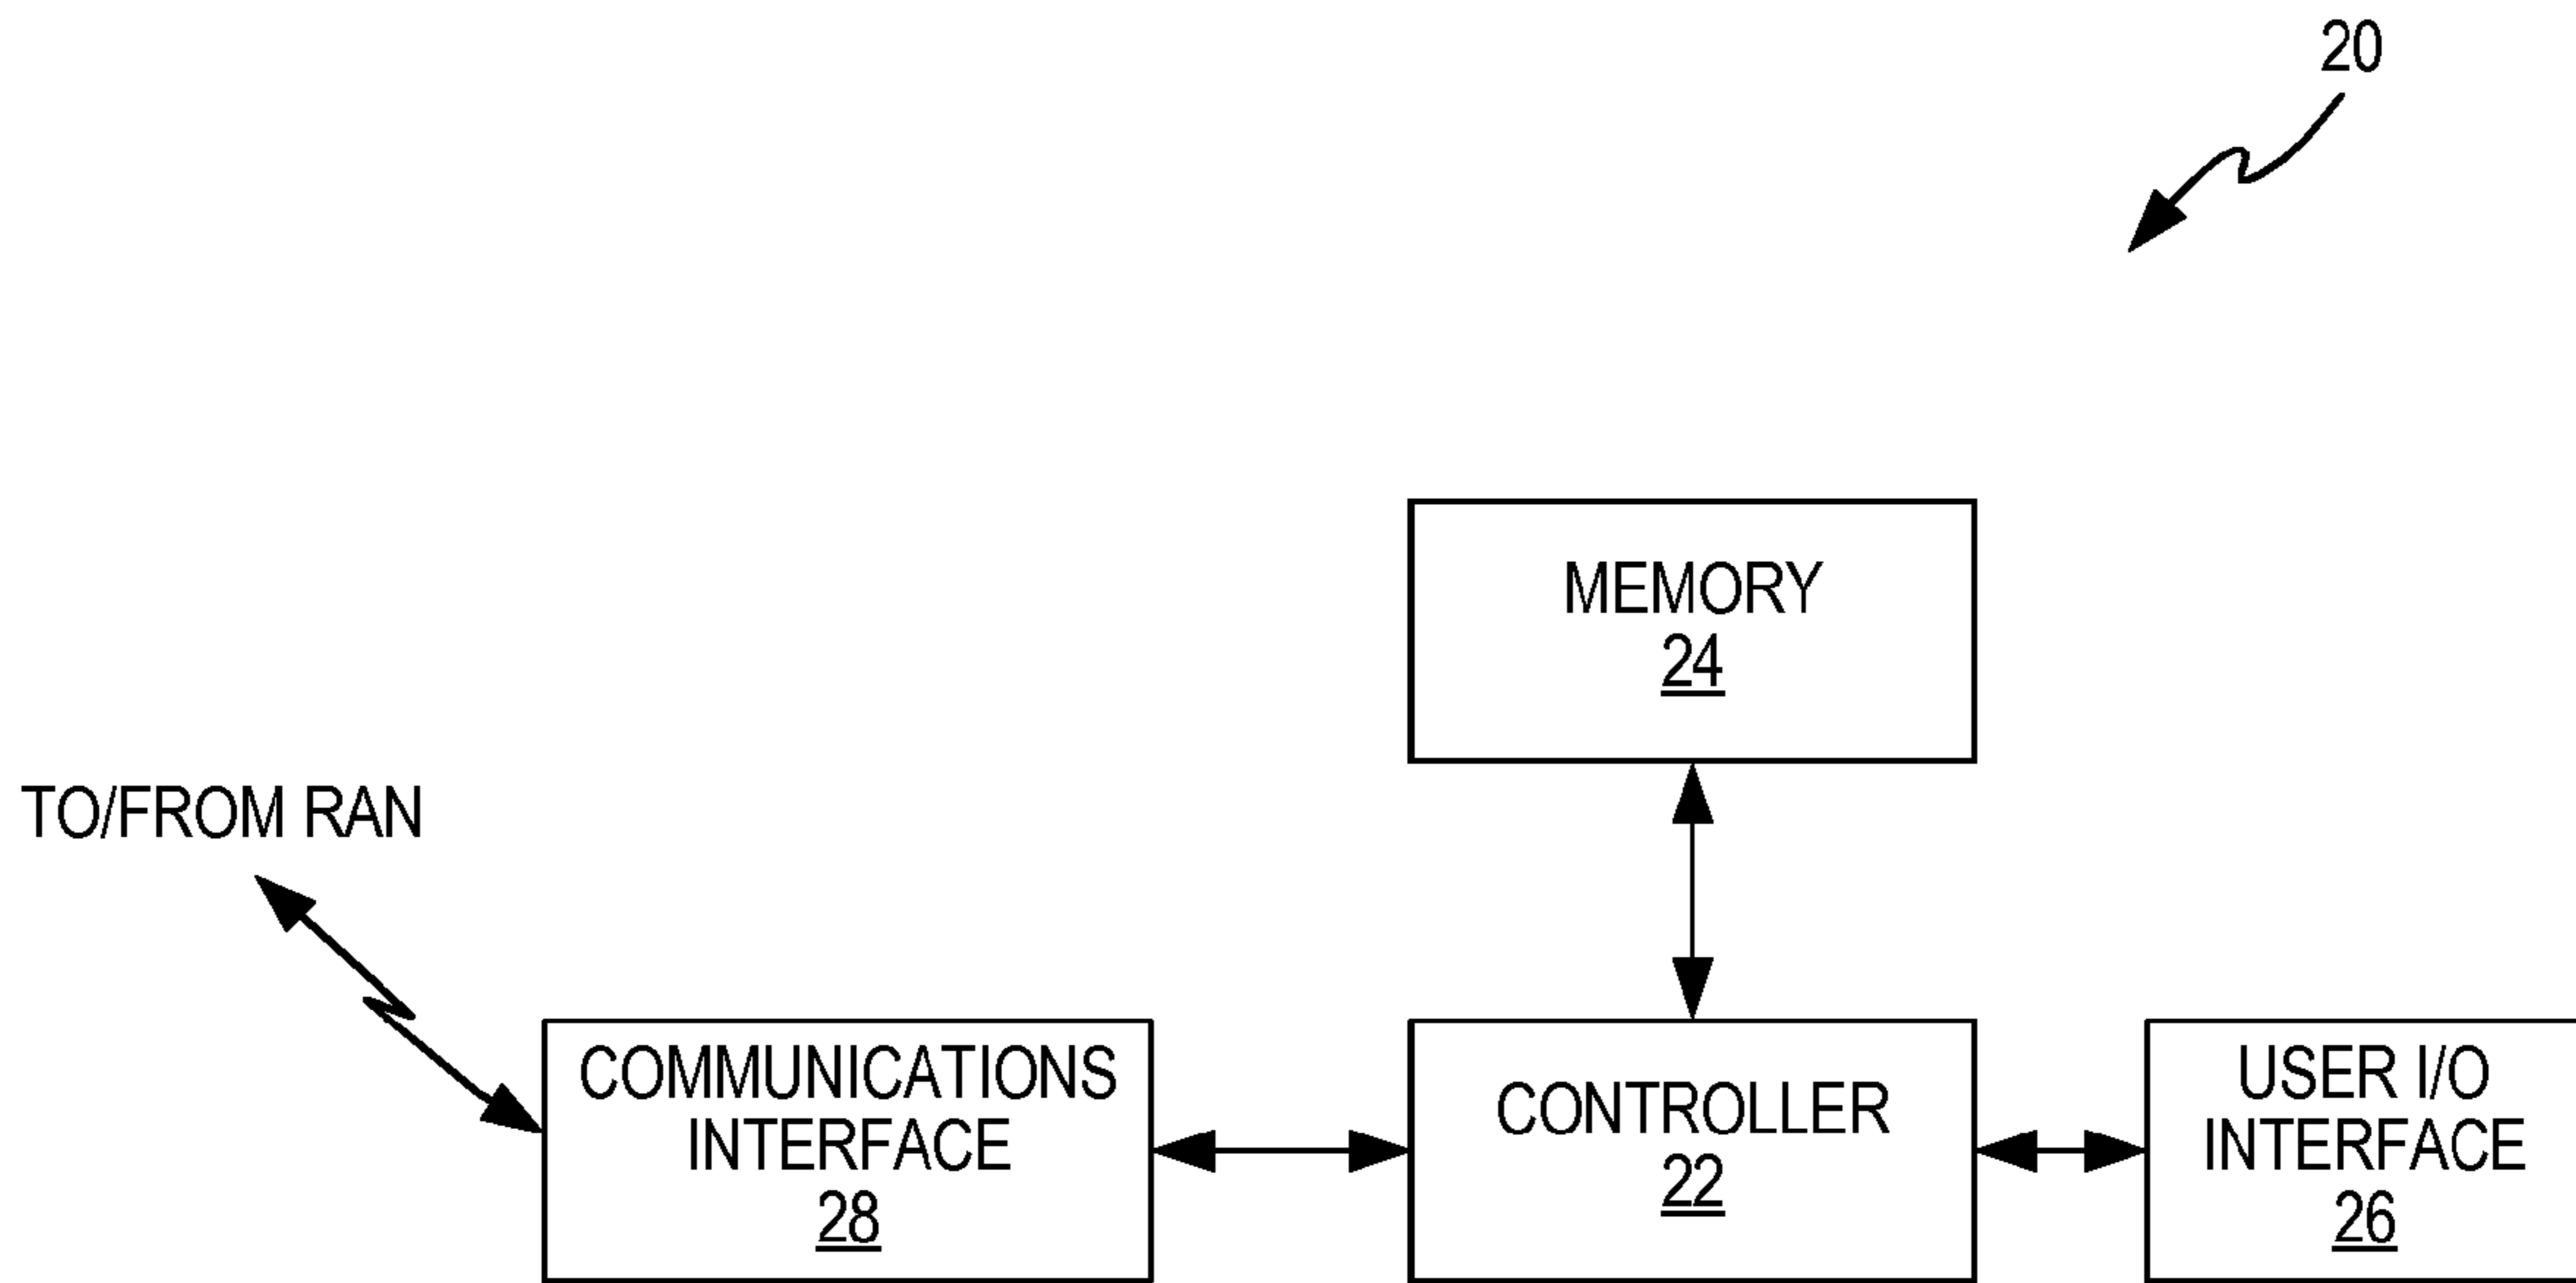 20
MEMORY
24
TO/FROM RAN
COMMUNICATIONS
INTERFACE
28
CONTROLLER
22
USER I/O
INTERFACE
26